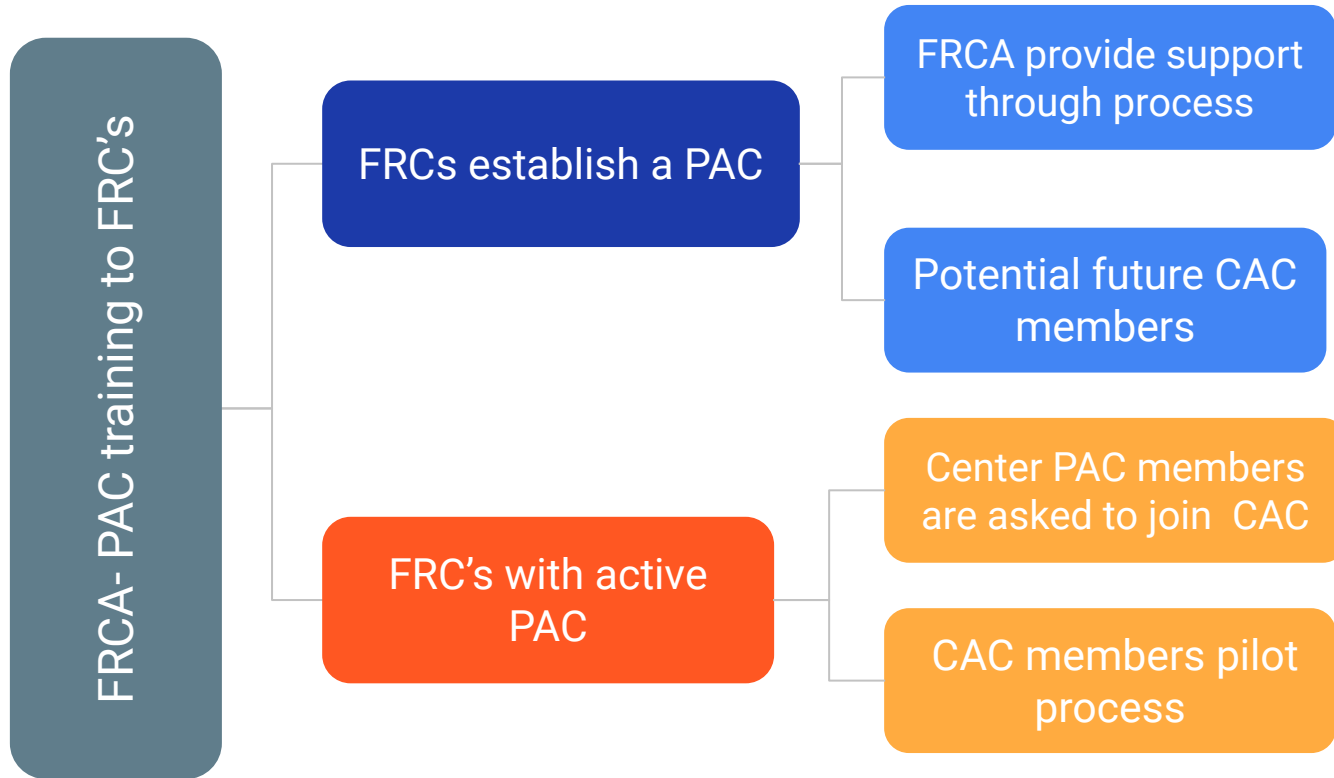 FRCA- PAC training to FRC’s
FRCs establish a PAC
FRCA provide support
through process
Potential future CAC
members
FRC’s with active
PAC
Center PAC members
are asked to join  CAC
CAC members pilot
process